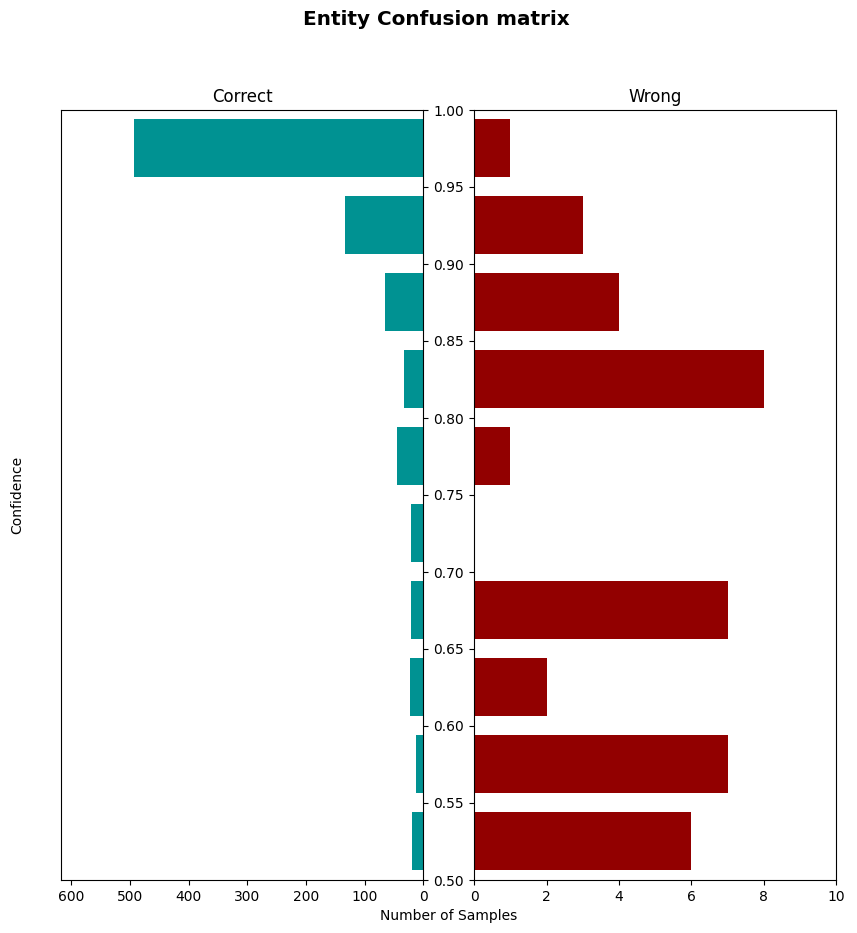 Entity Confusion matrix
Correct
Wrong
1.00
0.95
0.90
0.85
0.80
0.75
0.70
0.65
0.60
0.55
0.50
Confidence
600 500 400 300 200 100 0
0 2 4 6 8 10
Number of Samples